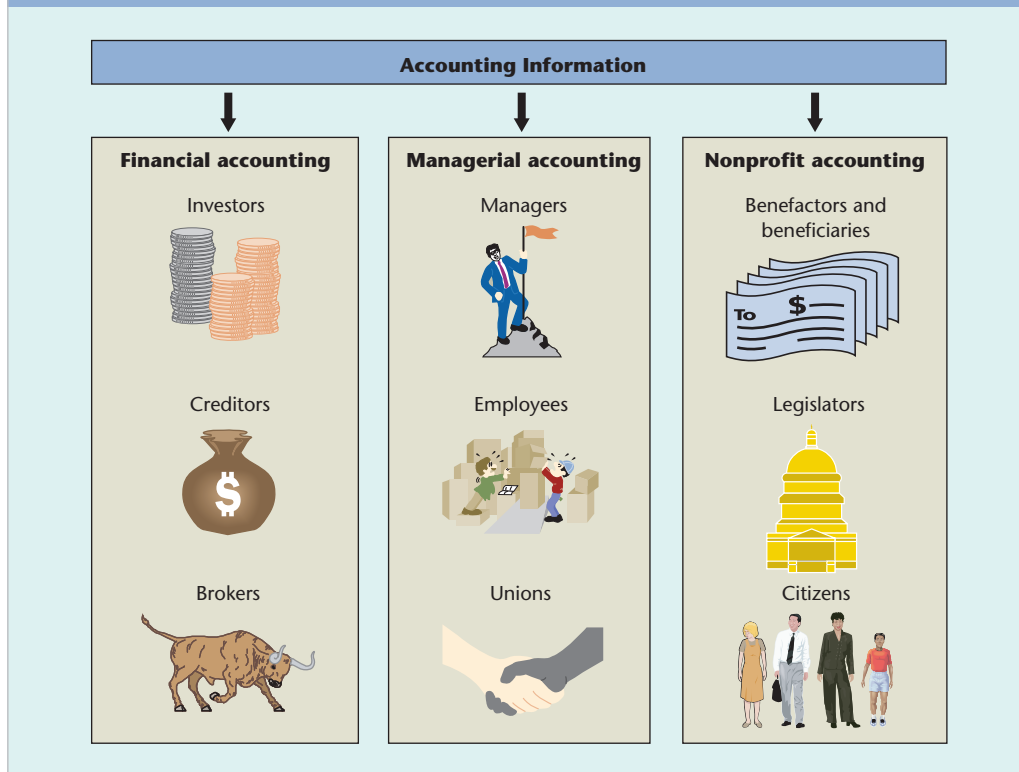 Accounting Information
Financial accounting
Investors
Creditors
$
Brokers
Managerial accounting
Managers
Employees
Unions
Nonprofit accounting
Benefactors and
beneficiaries
To $
Legislators
Citizens